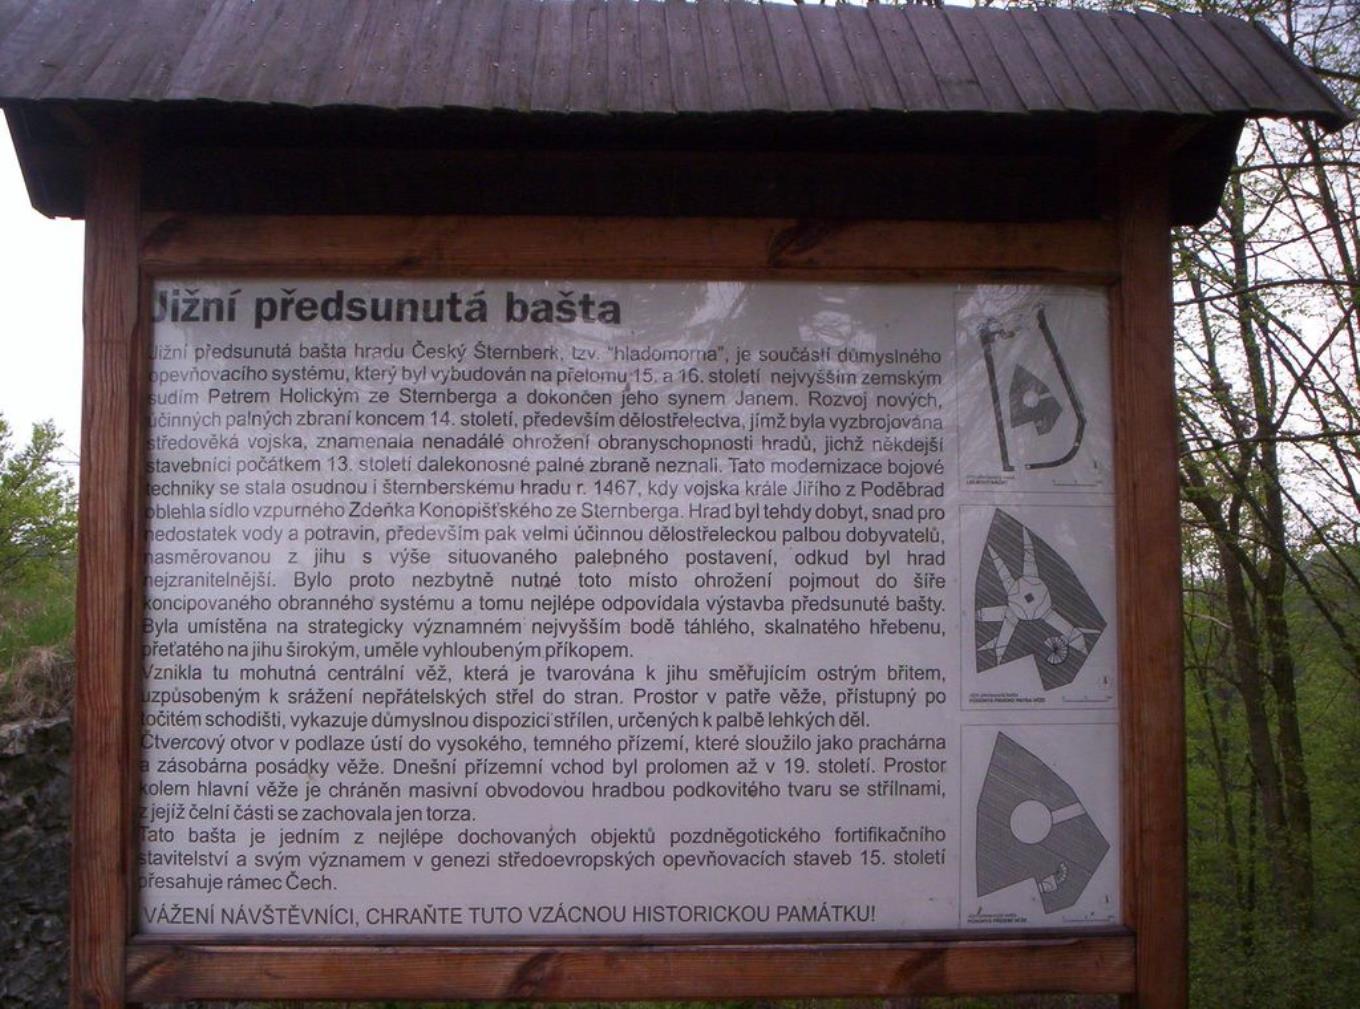 Jižní předsunutá bašta
Jižní předsunutá bašta hradu Český Šternberk, tzv. "hladomorna", je součástí důmyslného
opevňovacího systému, který byl vybudován na přelomu 15. a 16. století nejvyšším zemským
sudím Petrem Holickým ze Sternberga a dokončen jeho synem Janem. Rozvoj nových,
účinných palných zbraní koncem 14. století, především dělostřelectva, jímž byla vyzbrojována
středověká vojska, znamenala nenadálé ohrožení obranyschopnosti hradů, jichž někdejší
stavebníci počátkem 13. století dalekonosné palné zbraně neznali. Tato modernizace bojové
techniky se stala osudnou i šternberskému hradu r. 1467, kdy vojska krále Jiřího z Poděbrad
oblehla sídlo vzpurného Zdeňka Konopišťského ze Sternberga. Hrad byl tehdy dobyt, snad pro
nedostatek vody a potravin, především pak velmi účinnou dělostřeleckou palbou dobyvatelů,
nasměrovanou z jihu s výše situovaného palebného postavení, odkud byl hrad
nejzranitelnější. Bylo proto nezbytně nutné toto místo ohrožení pojmout do šíře
koncipovaného obranného systému a tomu nejlépe odpovídala výstavba předsunuté bašty.
Byla umístěna na strategicky významném nejvyšším bodě táhlého, skalnatého hřebenu,
přeťatého na jihu širokým, uměle vyhloubeným příkopem.
Vznikla tu mohutná centrální věž, která je tvarována k jihu směřujícím ostrým břitem,
uzpůsobeným k srážení nepřátelských střel do stran. Prostor v patře věže, přístupný po
točitém schodišti, vykazuje důmyslnou dispozici střílen, určených k palbě lehkých děl.
Čtvercový otvor v podlaze ústí do vysokého, temného přízemí, které sloužilo jako prachárna
a zásobárna posádky věže. Dnešní přízemní vchod byl prolomen až v 19. století. Prostor
kolem hlavní věže je chráněn masivní obvodovou hradbou podkovitého tvaru se střílnami,
z jejíž čelní části se zachovala jen torza.
Tato bašta je jedním z nejlépe dochovaných objektů pozdněgotického fortifikačního
stavitelství a svým významem v genezi středoevropských opevňovacích staveb 15. století
přesahuje rámec Čech.
VÁŽENÍ NÁVŠTĚVNÍCI, CHRAŇTE TUTO VZÁCNOU HISTORICKOU PAMÁTKU!